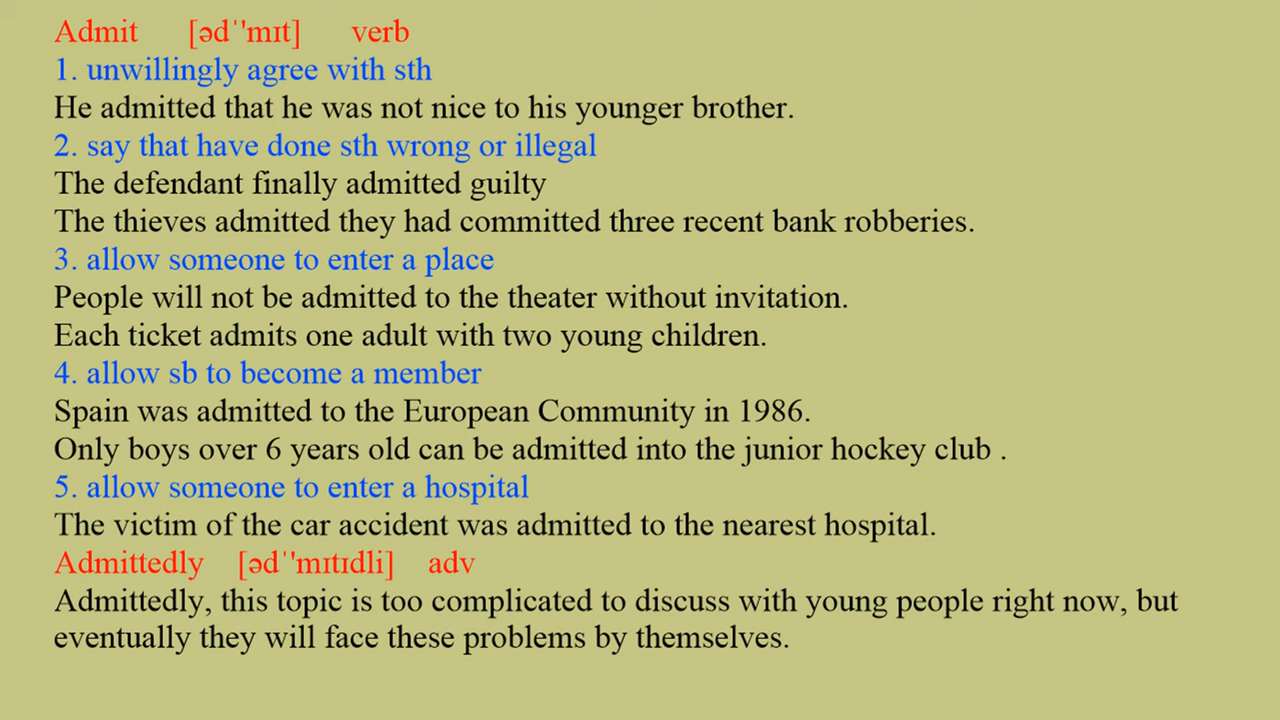 Admit [ədˈ'mɪt] verb
1. unwillingly agree with sth
He admitted that he was not nice to his younger brother.
2. say that have done sth wrong or illegal
The defendant finally admitted guilty
The thieves admitted they had committed three recent bank robberies.
3. allow someone to enter a place
People will not be admitted to the theater without invitation.
Each ticket admits one adult with two young children.
4. allow sb to become a member
Spain was admitted to the European Community in 1986.
Only boys over 6 years old can be admitted into the junior hockey club .
5. allow someone to enter a hospital
The victim of the car accident was admitted to the nearest hospital.
Admittedly [ədˈ'mɪtɪdli] adv
Admittedly, this topic is too complicated to discuss with young people right now, but
eventually they will face these problems by themselves.